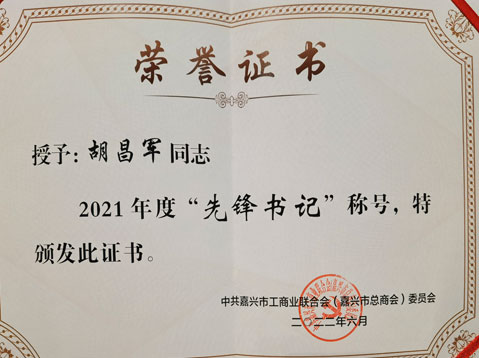 荣誉证书
授予：胡昌军同志
2021年度“先锋书记”称号，特
颁发此证书。
中共嘉兴市工商业联合会（嘉兴市总商会）委员会
二〇二二年六月